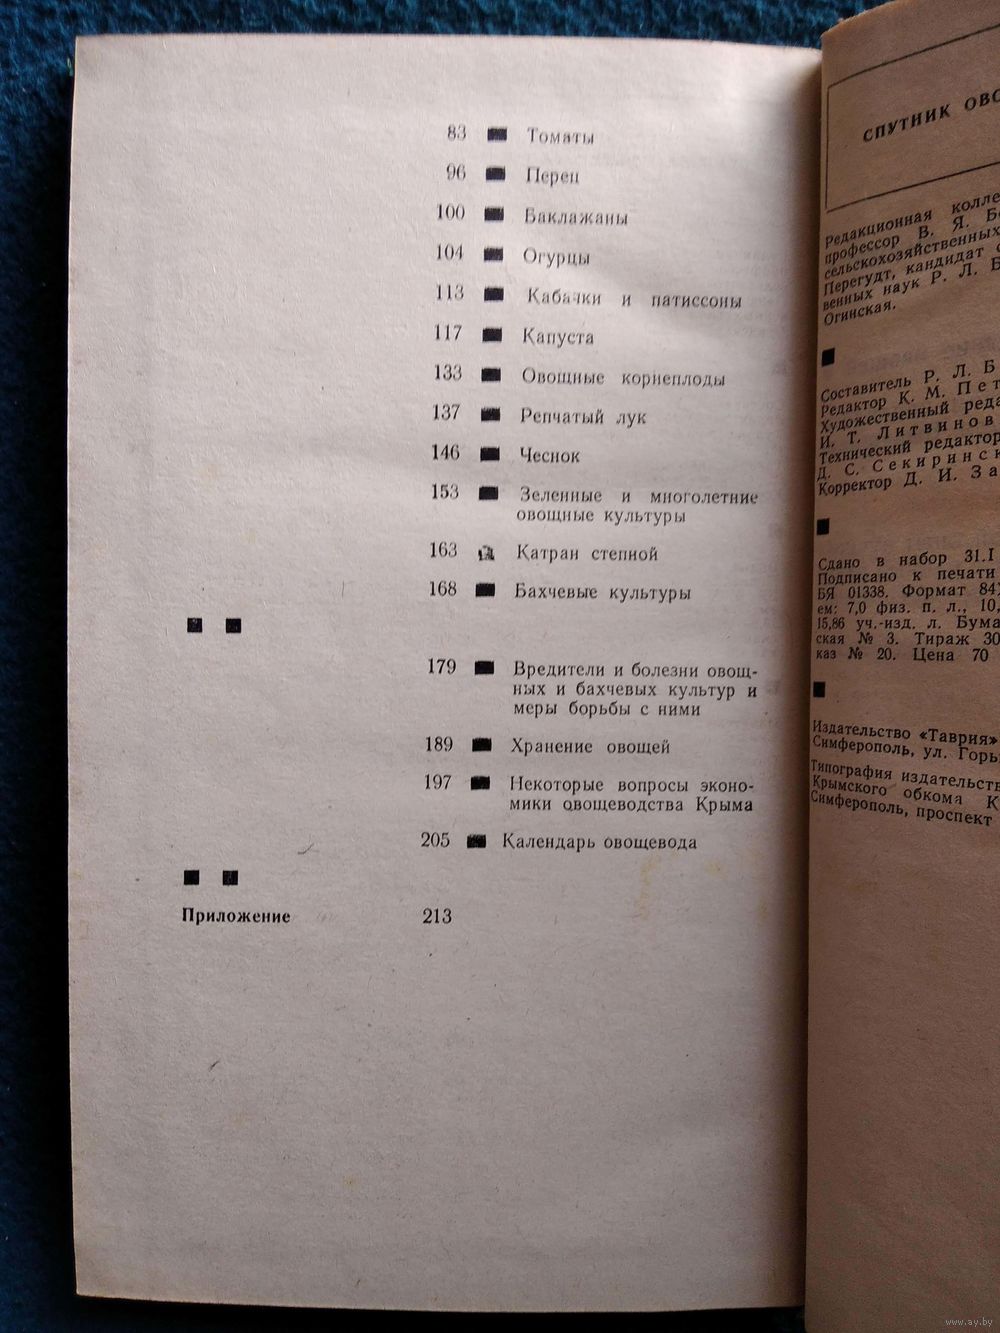 83 Томаты
96 Перец
100 Баклажаны
104 Огурцы
113 Кабачки и патиссоны
117 Капуста
133 Овощные корнеплоды
137 Репчатый лук
146 Чеснок
153 Зеленные и многолетние
овощные культуры
163 Катран степной
168 Бахчевые культуры
179 Вредители и болезни овощ-
ных и бахчевых культур и
меры борьбы с ними
189 Хранение овощей
197 Некоторые вопросы эконо-
мики овощеводства Крыма
205 Календарь овощевода
Приложение 213
СПУТНИК
Редакционная
профессор В. Я.
сельскохозяйственных
Перегудт, кандидат
венных наук Р. Л.
Огинская.
Составитель Р. Л.
Редактор К. М.
Художественный
И. Т. Литвинов
Технический редактор
Д. С.
Корректор Д. И.
Сдано в набор
Подписано к печати
БЯ 01338. Формат
ем: 7,0 физ. п. л.,
15,86 уч.-изд. л.
ская № 3. Тираж
каз № 20. Цена 70
Издательство «Таврия»
Симферополь, ул.
Типография
Крымского обкома
Симферополь, проспект
www.ay.by